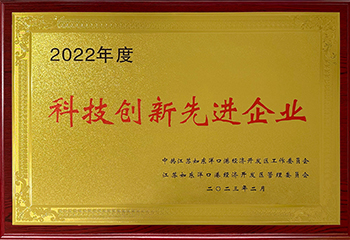 2022年度
科技创新先进企业
中共江苏如东洋口港经济开发区工作委员会
江苏如东洋口港经济开发区管理委员会
二〇二三年二月